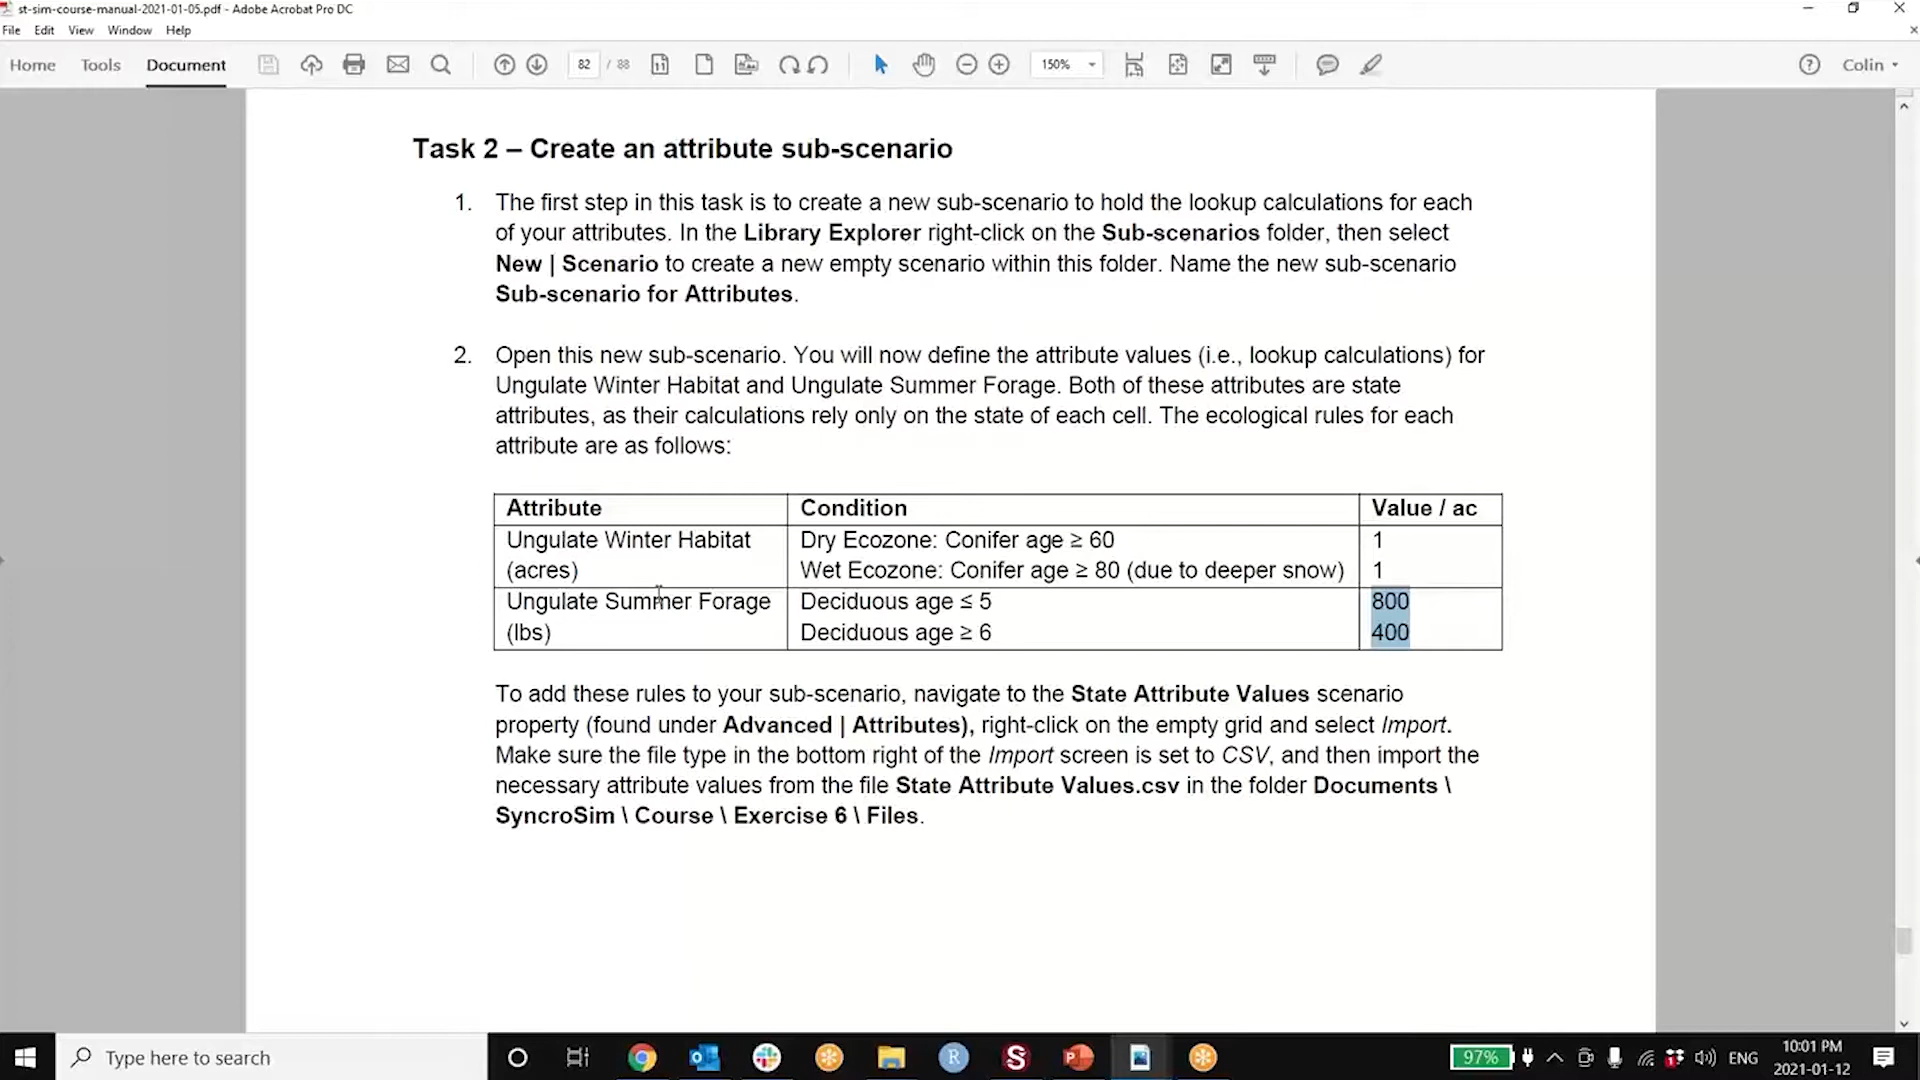 st-sim-course-manual-2021-01-05.pdf - Adobe Acrobat Pro DC
File Edit View Window Help
Home Tools Document 82 / 88 150% Colin
Task 2 – Create an attribute sub-scenario
1. The first step in this task is to create a new sub-scenario to hold the lookup calculations for each
of your attributes. In the Library Explorer right-click on the Sub-scenarios folder, then select
New | Scenario to create a new empty scenario within this folder. Name the new sub-scenario
Sub-scenario for Attributes.
2. Open this new sub-scenario. You will now define the attribute values (i.e., lookup calculations) for
Ungulate Winter Habitat and Ungulate Summer Forage. Both of these attributes are state
attributes, as their calculations rely only on the state of each cell. The ecological rules for each
attribute are as follows:
Attribute Condition Value / ac
Ungulate Winter Habitat Dry Ecozone: Conifer age ≥ 60 1
(acres) Wet Ecozone: Conifer age ≥ 80 (due to deeper snow) 1
Ungulate Summer Forage Deciduous age ≤ 5 800
(lbs) Deciduous age ≥ 6 400
To add these rules to your sub-scenario, navigate to the State Attribute Values scenario
property (found under Advanced | Attributes), right-click on the empty grid and select Import.
Make sure the file type in the bottom right of the Import screen is set to CSV, and then import the
necessary attribute values from the file State Attribute Values.csv in the folder Documents \
SyncroSim \ Course \ Exercise 6 \ Files.
Type here to search 97% ENG 10:01 PM
2021-01-12